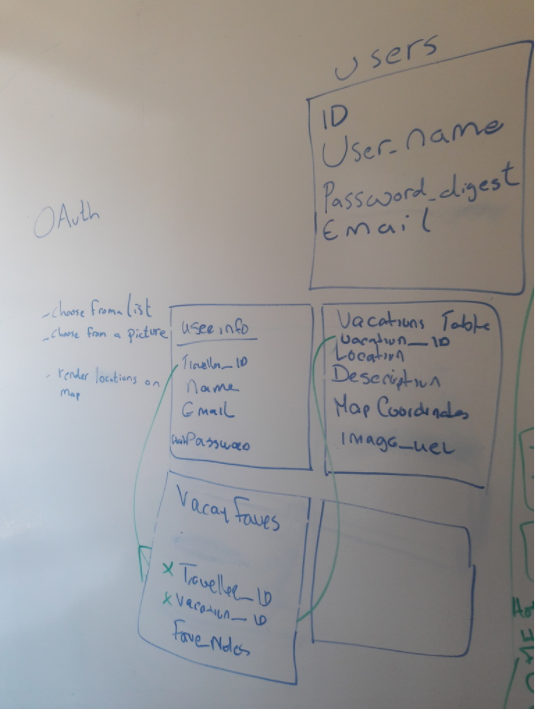 Users
ID
User_name
Password_digest
Email
OAuth
- choose from a list
- choose from a picture
- render locations on
Map
User info
Traveller_ID
Name
Email
Password
Vacations Table
Vacation_ID
Location
Description
Map Coordinates
Image_URL
Vacay Faves
x Traveller_ID
x Vacation_ID
Fave_Notes